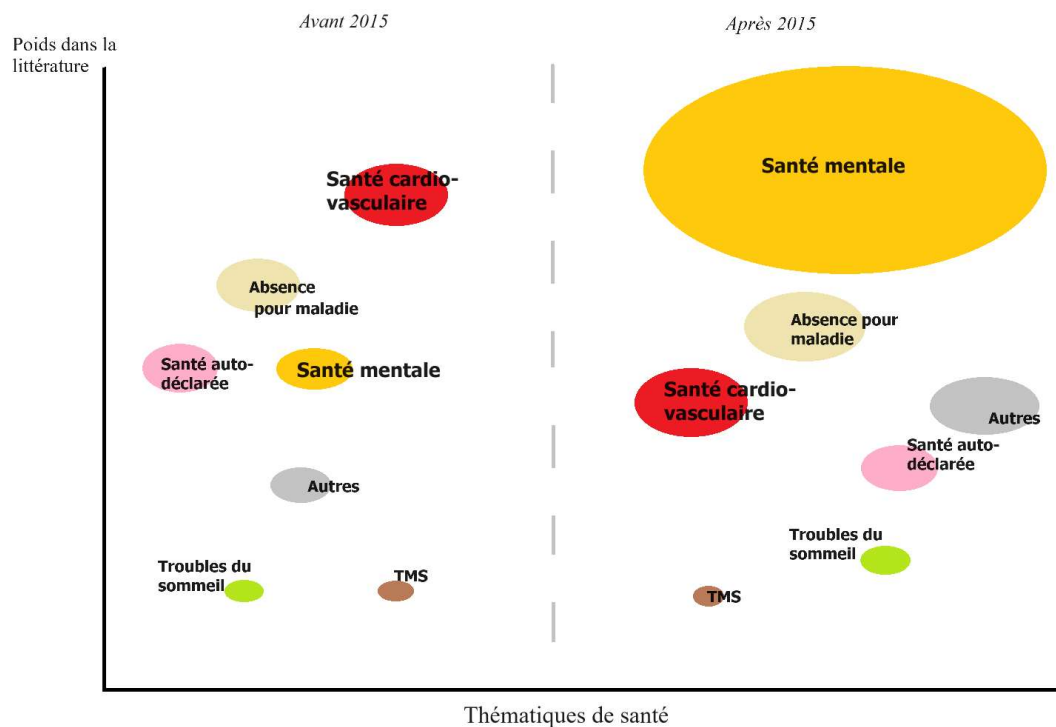 Avant 2015
Après 2015
Poids dans la
littérature
Santé cardio-
vasculaire
Absence
pour maladie
Santé auto-
déclarée
Santé mentale
Autres
Troubles du
sommeil
TMS
Santé mentale
Absence pour
maladie
Santé cardio-
vasculaire
Autres
Santé auto-
déclarée
Troubles du
sommeil
TMS
Thématiques de santé